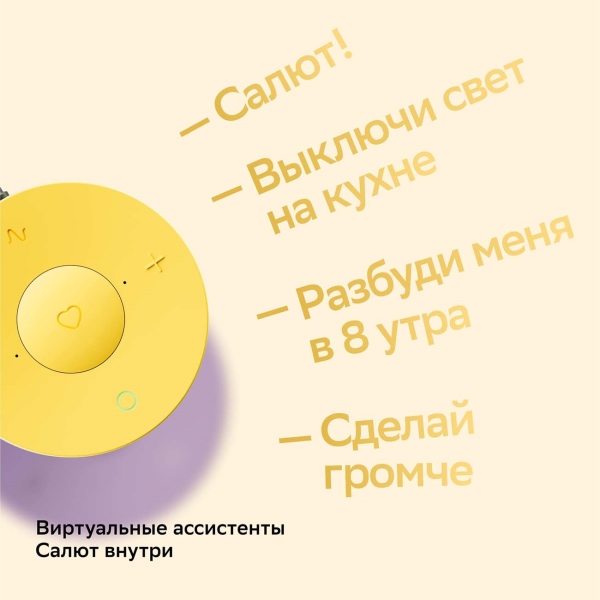 — Салют!
— Выключи свет
на кухне
— Разбуди меня
в 8 утра
— Сделай
громче
Виртуальные ассистенты
Салют внутри